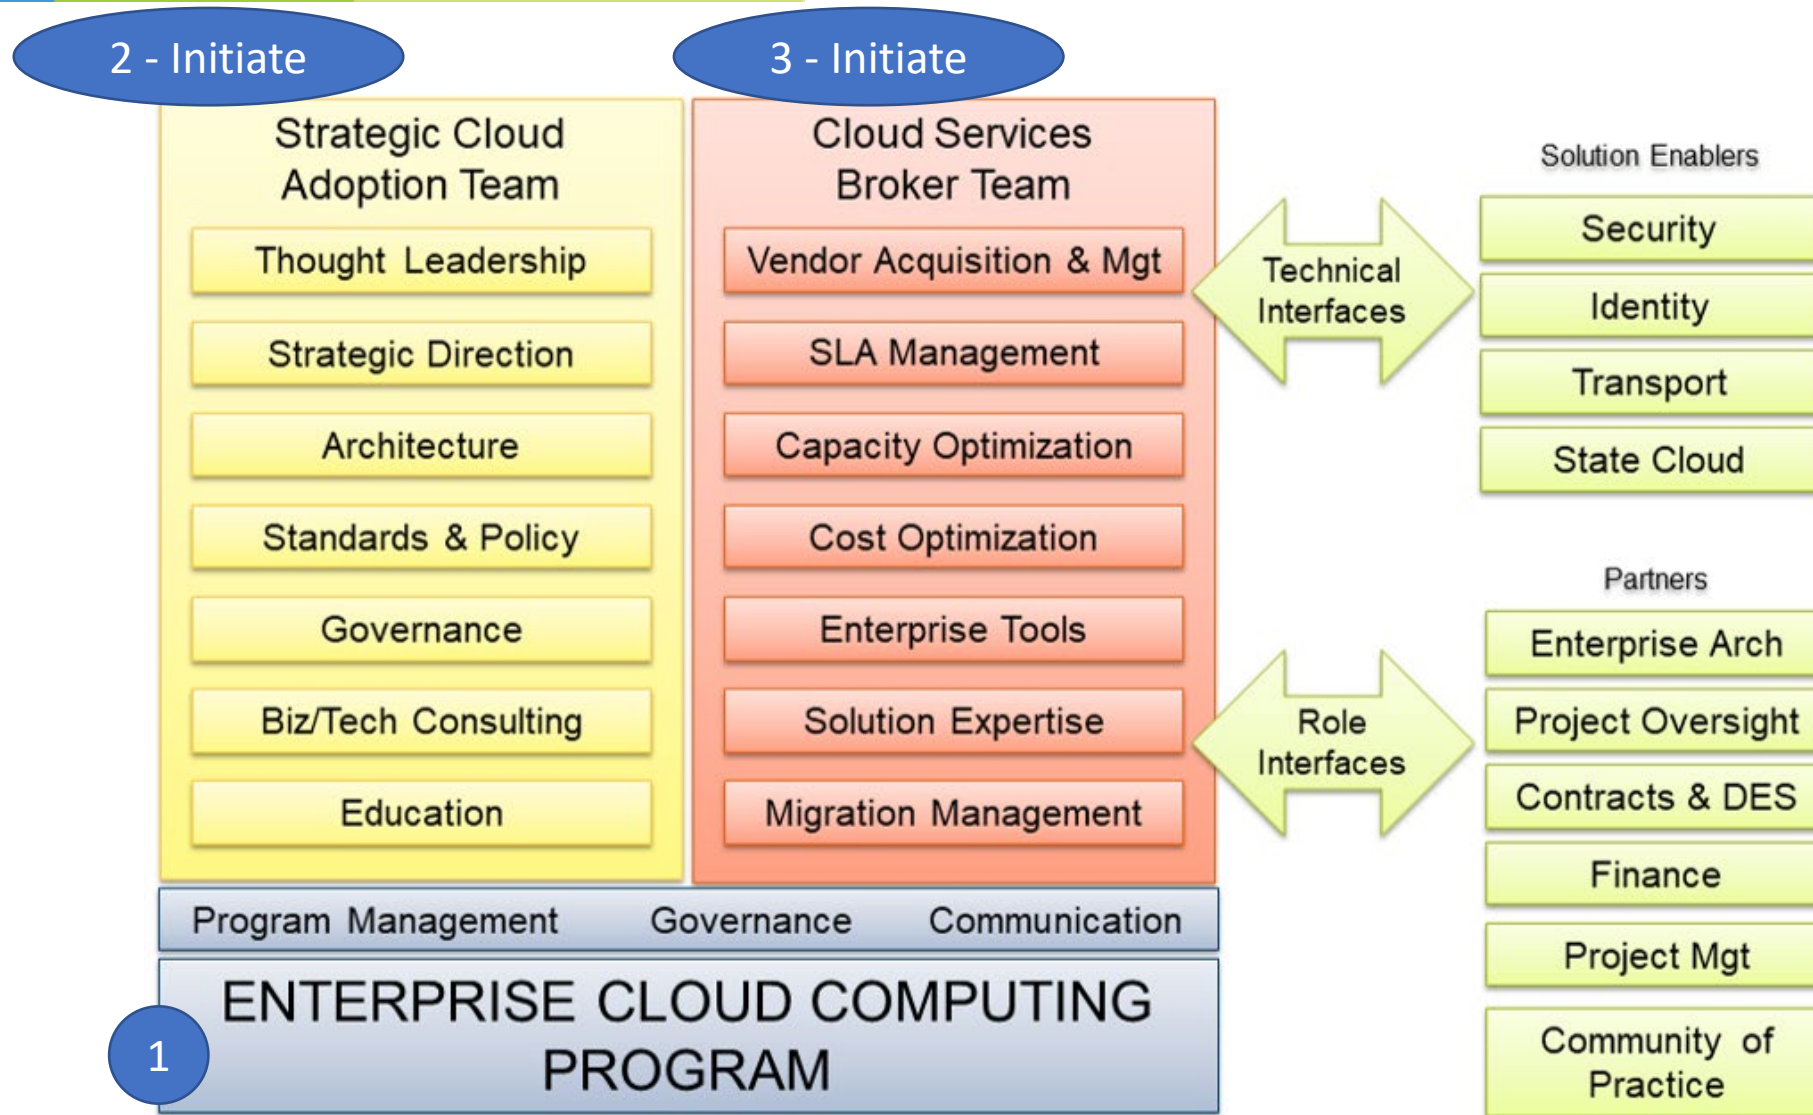 2 - Initiate
3 - Initiate
Strategic Cloud
Adoption Team
Thought Leadership
Strategic Direction
Architecture
Standards & Policy
Governance
Biz/Tech Consulting
Education
Cloud Services
Broker Team
Vendor Acquisition & Mgt
SLA Management
Capacity Optimization
Cost Optimization
Enterprise Tools
Solution Expertise
Migration Management
Technical
Interfaces
Role
Interfaces
Solution Enablers
Security
Identity
Transport
State Cloud
Partners
Enterprise Arch
Project Oversight
Contracts & DES
Finance
Project Mgt
Community of
Practice
Program Management Governance Communication
ENTERPRISE CLOUD COMPUTING
PROGRAM
1